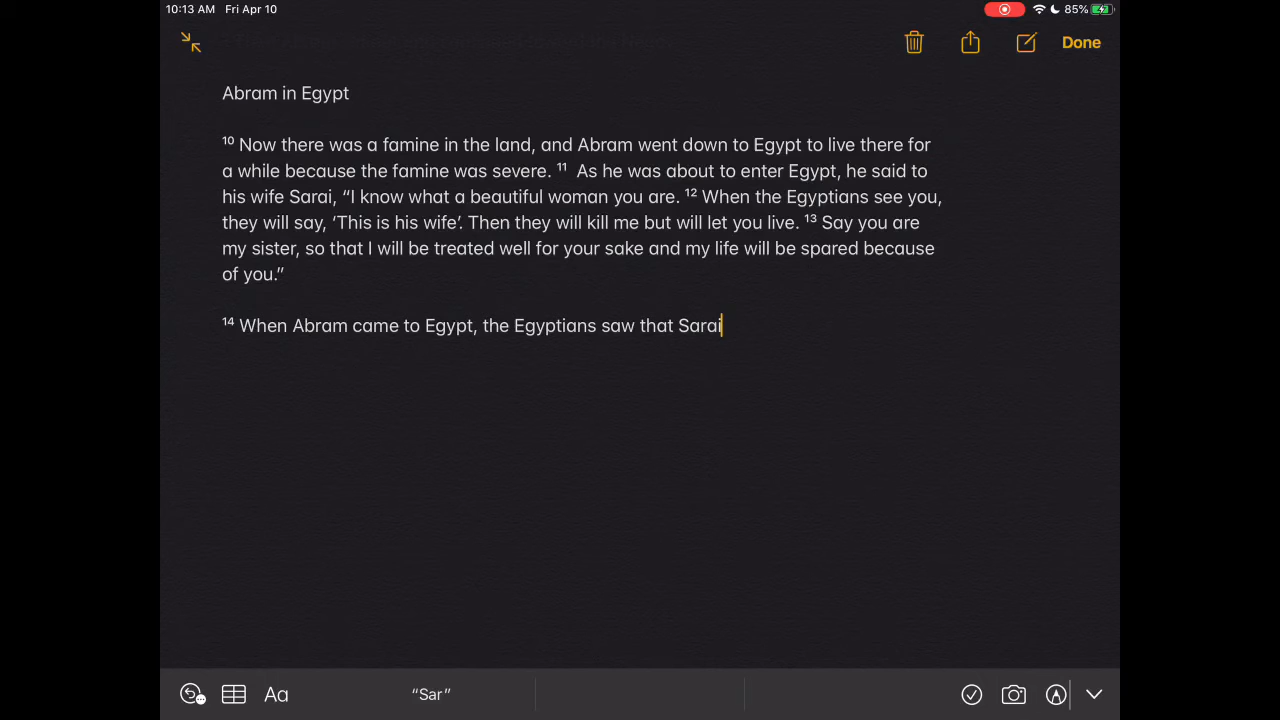 10:13 AM Fri Apr 10
85%
Done
Abram in Egypt
¹⁰ Now there was a famine in the land, and Abram went down to Egypt to live there for
a while because the famine was severe. ¹¹ As he was about to enter Egypt, he said to
his wife Sarai, “I know what a beautiful woman you are. ¹² When the Egyptians see you,
they will say, ‘This is his wife’. Then they will kill me but will let you live. ¹³ Say you are
my sister, so that I will be treated well for your sake and my life will be spared because
of you.”
¹⁴ When Abram came to Egypt, the Egyptians saw that Sarai
Aa “Sar”